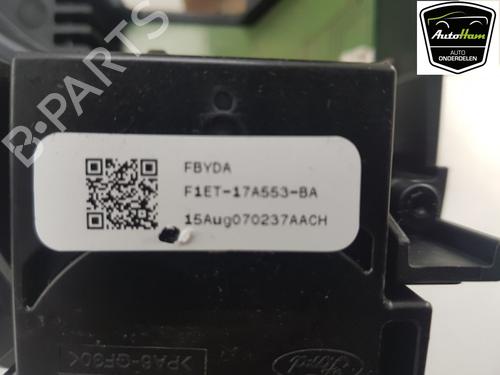 AutoHam
AUTO
ONDERDELEN
B-PARTS
FBYDA
F1ET-17A553-BA
15Aug070237AACH
>PA6-GF30<
Ford